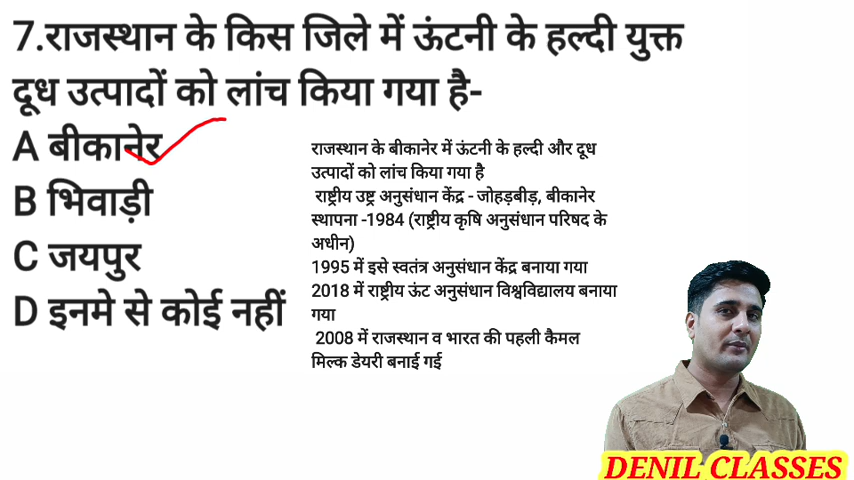 7.राजस्थान के किस जिले में ऊंटनी के हल्दी युक्त
दूध उत्पादों को लांच किया गया है-
A बीकानेर
B भिवाड़ी
C जयपुर
D इनमे से कोई नहीं
राजस्थान के बीकानेर में ऊंटनी के हल्दी और दूध
उत्पादों को लांच किया गया है
राष्ट्रीय उष्ट्र अनुसंधान केंद्र - जोहड़बीड़, बीकानेर
स्थापना -1984 (राष्ट्रीय कृषि अनुसंधान परिषद के
अधीन)
1995 में इसे स्वतंत्र अनुसंधान केंद्र बनाया गया
2018 में राष्ट्रीय ऊंट अनुसंधान विश्वविद्यालय बनाया
गया
2008 में राजस्थान व भारत की पहली कैमल
मिल्क डेयरी बनाई गई
DENIL CLASSES